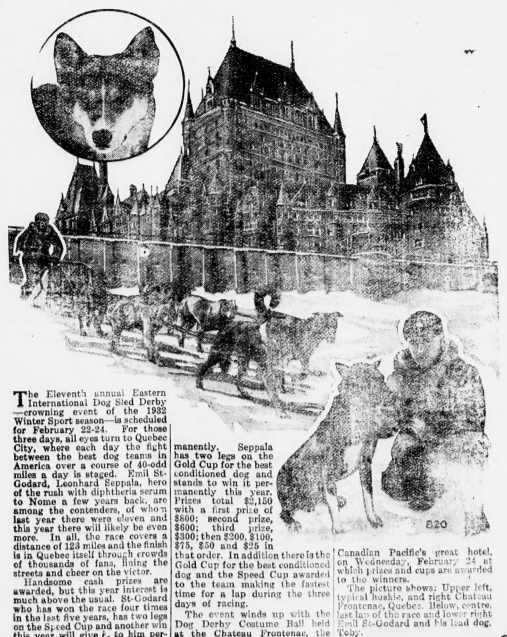 The Eleventh annual Eastern
International Dog Sled Derby
—crowning event of the 1932
Winter Sport season—is scheduled
for February 22-24. For those
three days, all eyes turn to Quebec
City, where each day the fight
between the best dog teams in
America over a course of 40-odd
miles a day is staged. Emil St-
Godard, Leonhard Seppala, hero
of the rush with diphtheria serum
to Nome a few years back, are
among the contenders, of whom
last year there were eleven and
this year there will likely be even
more. In all, the race covers a
distance of 123 miles and the finish
is in Quebec itself through crowds
of thousands of fans, lining the
streets and cheer on the victor.
Handsome cash prizes are
awarded, but this year interest is
much above the usual. St-Godard
who has won the race four times
in the last five years, has two legs
on the Speed Cup and another win
this year will give to him per-
manently. Seppala
has two legs on the
Gold Cup for the best
conditioned dog and
stands to win it per-
manently this year.
Prizes total $2,150
with a first prize of
$800; second prize,
$600; third prize,
$300; then $200, $100,
$75, $50 and $25 in
that order. In addition there is the
Gold Cup for the best conditioned
dog and the Speed Cup awarded
to the team making the fastest
time for a lap during the three
days of racing.
The event winds up with the
Dog Derby Costume Ball held
at the Chateau Frontenac, the
820
Canadian Pacific's great hotel,
on Wednesday, February 24 at
which prizes and cups are awarded
to the winners.
The picture shows; Upper left,
typical huskie, and right Chateau
Frontenac, Quebec. Below, centre,
last lap of the race and lower right
Emil St-Godard and his lead dog,
Toby.